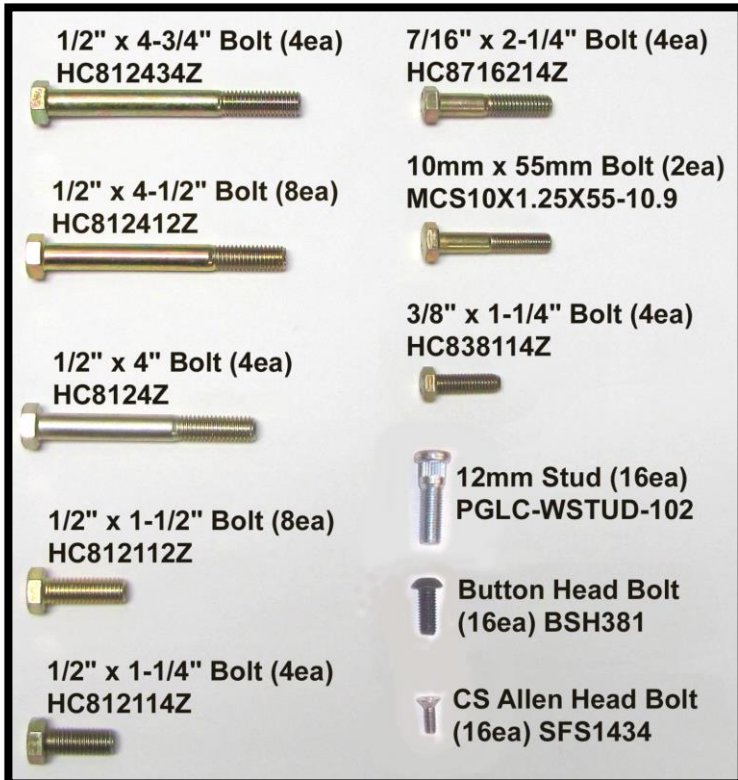 1/2" x 4-3/4" Bolt (4ea)
HC812434Z
1/2" x 4-1/2" Bolt (8ea)
HC812412Z
1/2" x 4" Bolt (4ea)
HC8124Z
1/2" x 1-1/2" Bolt (8ea)
HC812112Z
1/2" x 1-1/4" Bolt (4ea)
HC812114Z
7/16" x 2-1/4" Bolt (4ea)
HC8716214Z
10mm x 55mm Bolt (2ea)
MCS10X1.25X55-10.9
3/8" x 1-1/4" Bolt (4ea)
HC838114Z
12mm Stud (16ea)
PGLC-WSTUD-102
Button Head Bolt
(16ea) BSH381
CS Allen Head Bolt
(16ea) SFS1434